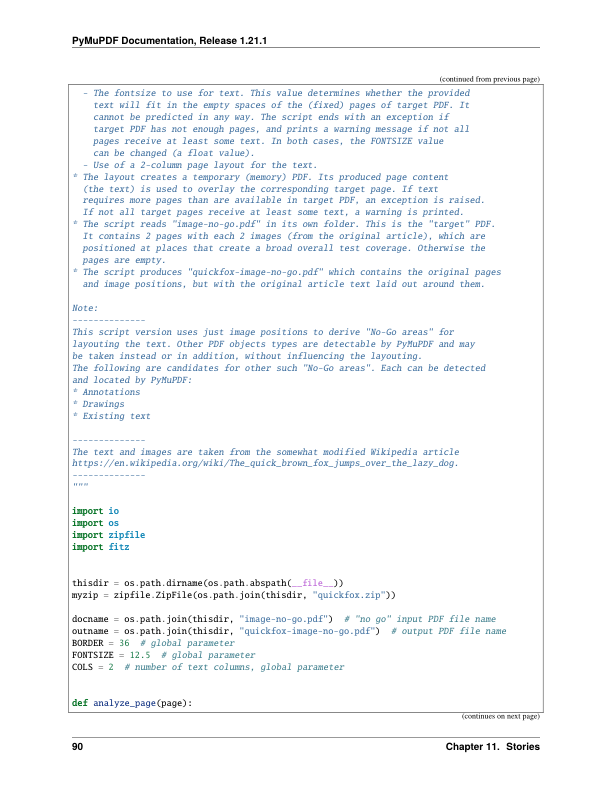 PyMuPDF Documentation, Release 1.21.1
(continued from previous page)
- The fontsize to use for text. This value determines whether the provided
text will fit in the empty spaces of the (fixed) pages of target PDF. It
cannot be predicted in any way. The script ends with an exception if
target PDF has not enough pages, and prints a warning message if not all
pages receive at least some text. In both cases, the FONTSIZE value
can be changed (a float value).
- Use of a 2-column page layout for the text.
* The layout creates a temporary (memory) PDF. Its produced page content
(the text) is used to overlay the corresponding target page. If text
requires more pages than are available in target PDF, an exception is raised.
If not all target pages receive at least some text, a warning is printed.
* The script reads "image-no-go.pdf" in its own folder. This is the "target" PDF.
It contains 2 pages with each 2 images (from the original article), which are
positioned at places that create a broad overall test coverage. Otherwise the
pages are empty.
* The script produces "quickfox-image-no-go.pdf" which contains the original pages
and image positions, but with the original article text laid out around them.

Note:
--------------
This script version uses just image positions to derive "No-Go areas" for
layouting the text. Other PDF objects types are detectable by PyMuPDF and may
be taken instead or in addition, without influencing the layouting.
The following are candidates for other such "No-Go areas". Each can be detected
and located by PyMuPDF:
* Annotations
* Drawings
* Existing text

--------------
The text and images are taken from the somewhat modified Wikipedia article
https://en.wikipedia.org/wiki/The_quick_brown_fox_jumps_over_the_lazy_dog.
--------------
"""

import io
import os
import zipfile
import fitz


thisdir = os.path.dirname(os.path.abspath(__file__))
myzip = zipfile.ZipFile(os.path.join(thisdir, "quickfox.zip"))

docname = os.path.join(thisdir, "image-no-go.pdf")  # "no go" input PDF file name
outname = os.path.join(thisdir, "quickfox-image-no-go.pdf")  # output PDF file name
BORDER = 36  # global parameter
FONTSIZE = 12.5  # global parameter
COLS = 2  # number of text columns, global parameter


def analyze_page(page):
(continues on next page)
90
Chapter 11. Stories